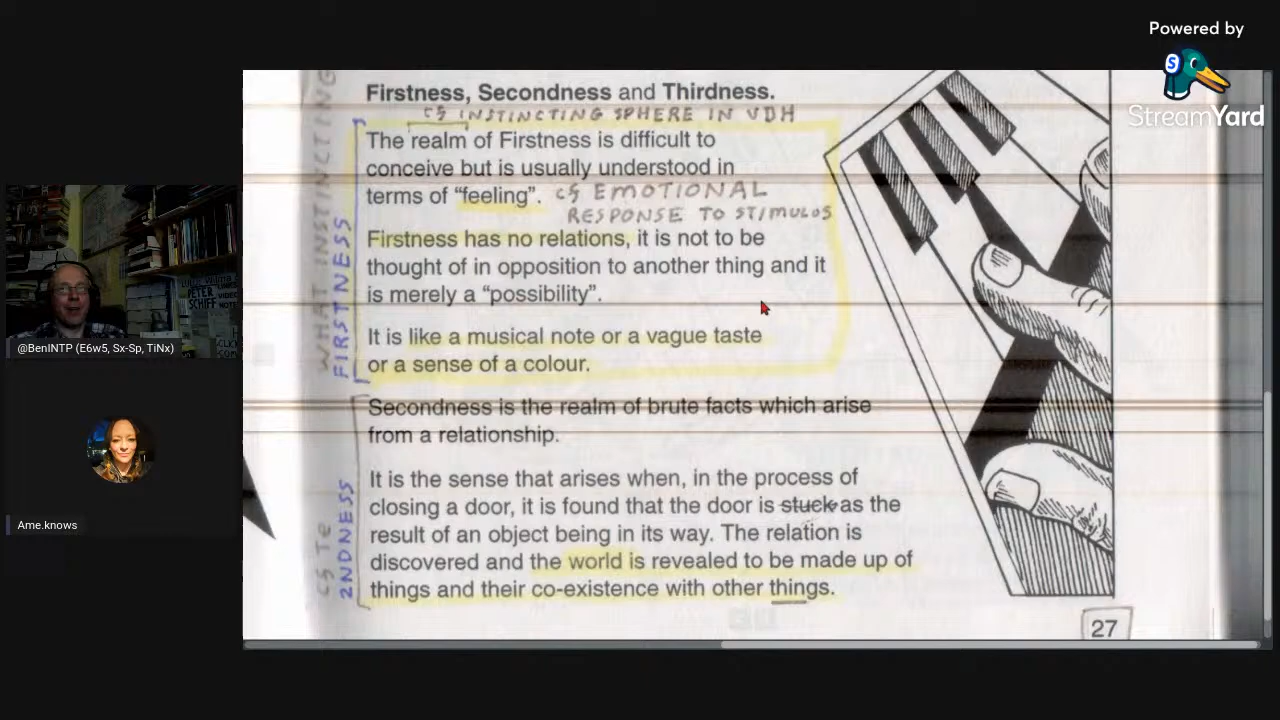 Powered by
S
StreamYard
@BenINTP (E6w5, Sx-Sp, TiNx)
PETER
SCHIFF
Ame.knows
Firstness, Secondness and Thirdness.
CS INSTINCTING SPHERE IN VDH
The realm of Firstness is difficult to
conceive but is usually understood in
terms of “feeling”. CS EMOTIONAL
RESPONSE TO STIMULUS
Firstness has no relations, it is not to be
thought of in opposition to another thing and it
is merely a “possibility”.
It is like a musical note or a vague taste
or a sense of a colour.
WHAT INSTINCTING
FIRSTNESS
Secondness is the realm of brute facts which arise
from a relationship.
It is the sense that arises when, in the process of
closing a door, it is found that the door is stuck as the
result of an object being in its way. The relation is
discovered and the world is revealed to be made up of
things and their co-existence with other things.
CS TE
2NDNESS
27